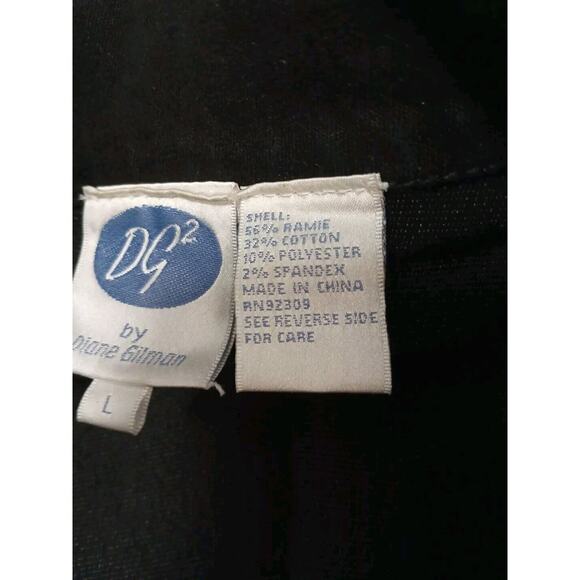 DG²
by
Diane Gilman
L
SHELL:
56% RAMIE
32% COTTON
10% POLYESTER
2% SPANDEX
MADE IN CHINA
RN92309
SEE REVERSE SIDE
FOR CARE